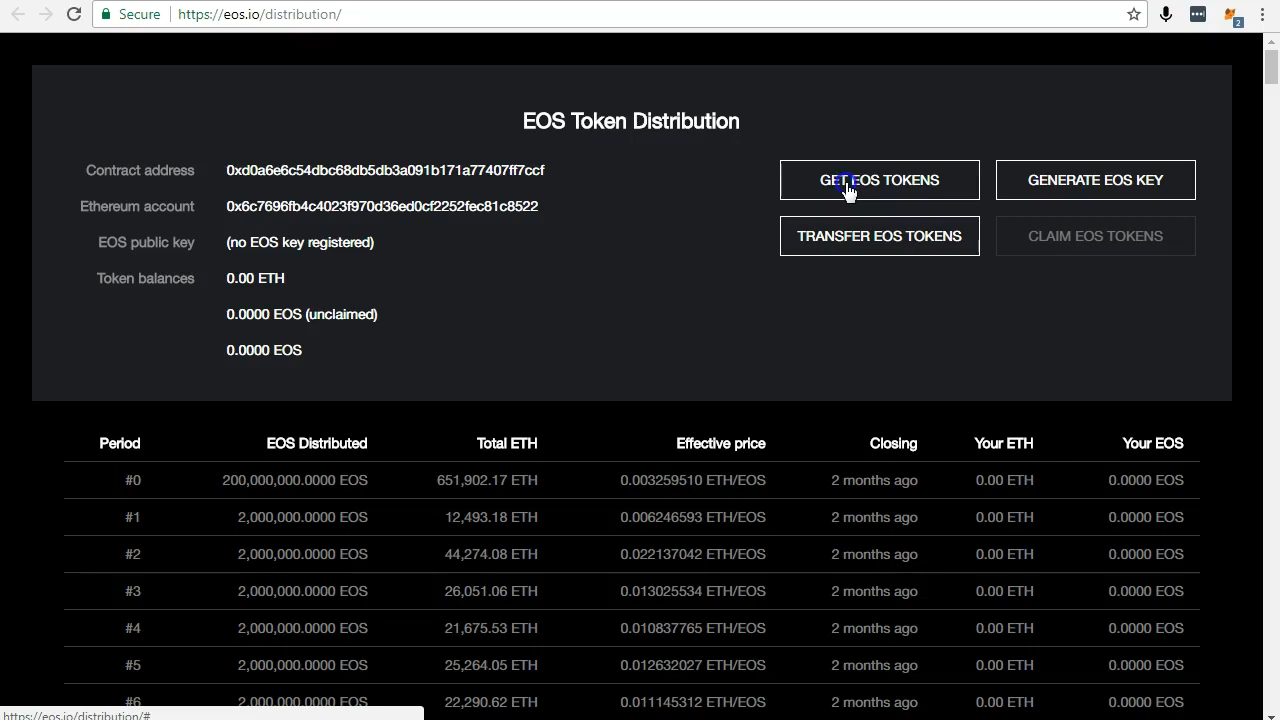 Secure https://eos.io/distribution/
2
EOS Token Distribution
Contract address 0xd0a6e6c54dbc68db5db3a091b171a77407ff7ccf
GET EOS TOKENS GENERATE EOS KEY
Ethereum account 0x6c7696fb4c4023f970d36ed0cf2252fec81c8522
EOS public key (no EOS key registered)
TRANSFER EOS TOKENS CLAIM EOS TOKENS
Token balances 0.00 ETH
0.0000 EOS (unclaimed)
0.0000 EOS
Period EOS Distributed Total ETH Effective price Closing Your ETH Your EOS
#0 200,000,000.0000 EOS 651,902.17 ETH 0.003259510 ETH/EOS 2 months ago 0.00 ETH 0.0000 EOS
#1 2,000,000.0000 EOS 12,493.18 ETH 0.006246593 ETH/EOS 2 months ago 0.00 ETH 0.0000 EOS
#2 2,000,000.0000 EOS 44,274.08 ETH 0.022137042 ETH/EOS 2 months ago 0.00 ETH 0.0000 EOS
#3 2,000,000.0000 EOS 26,051.06 ETH 0.013025534 ETH/EOS 2 months ago 0.00 ETH 0.0000 EOS
#4 2,000,000.0000 EOS 21,675.53 ETH 0.010837765 ETH/EOS 2 months ago 0.00 ETH 0.0000 EOS
#5 2,000,000.0000 EOS 25,264.05 ETH 0.012632027 ETH/EOS 2 months ago 0.00 ETH 0.0000 EOS
#6 2,000,000.0000 EOS 22,290.62 ETH 0.011145312 ETH/EOS 2 months ago 0.00 ETH 0.0000 EOS
https://eos.io/distribution/#